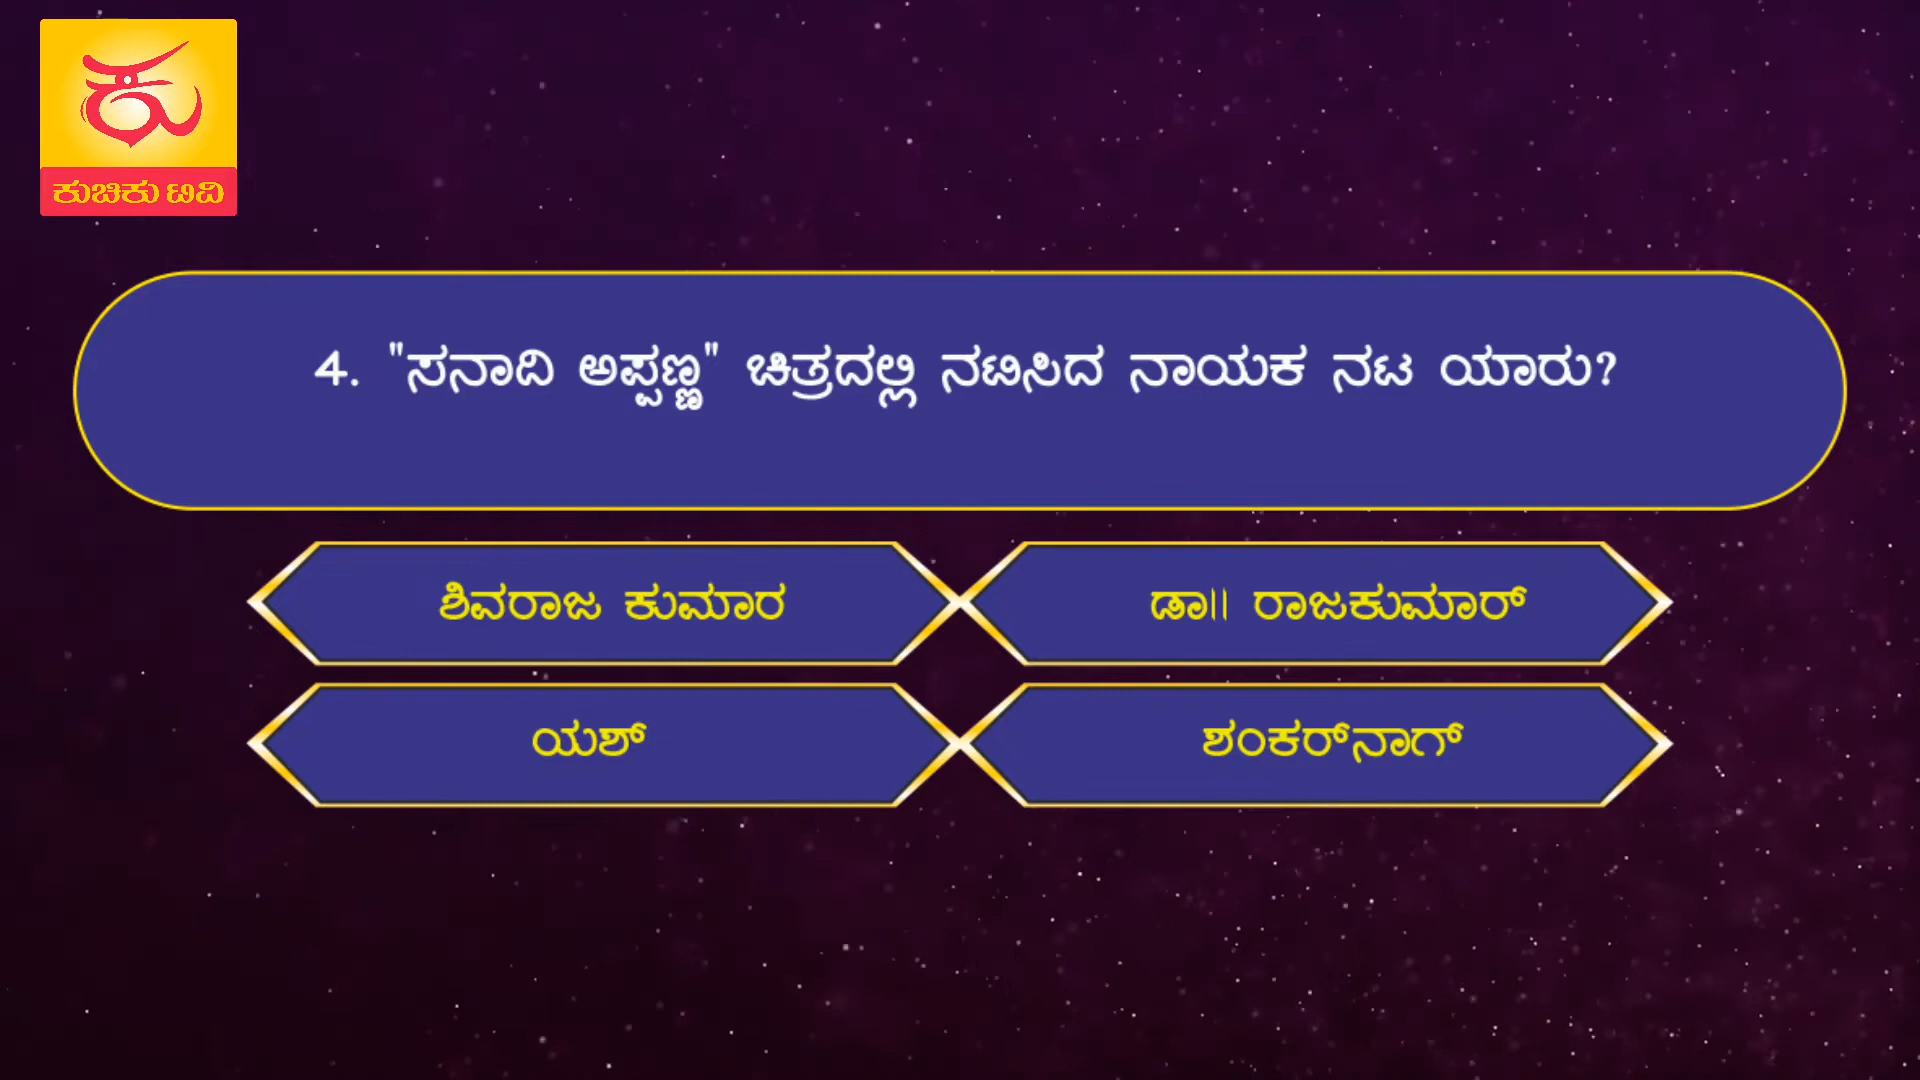 ಕು
ಕುಚಿಕು ಟಿವಿ
4. "ಸನಾದಿ ಅಪ್ಪಣ್ಣ" ಚಿತ್ರದಲ್ಲಿ ನಟಿಸಿದ ನಾಯಕ ನಟ ಯಾರು?
ಶಿವರಾಜ ಕುಮಾರ
ಡಾ|| ರಾಜಕುಮಾರ್
ಯಶ್
ಶಂಕರ್‌ನಾಗ್